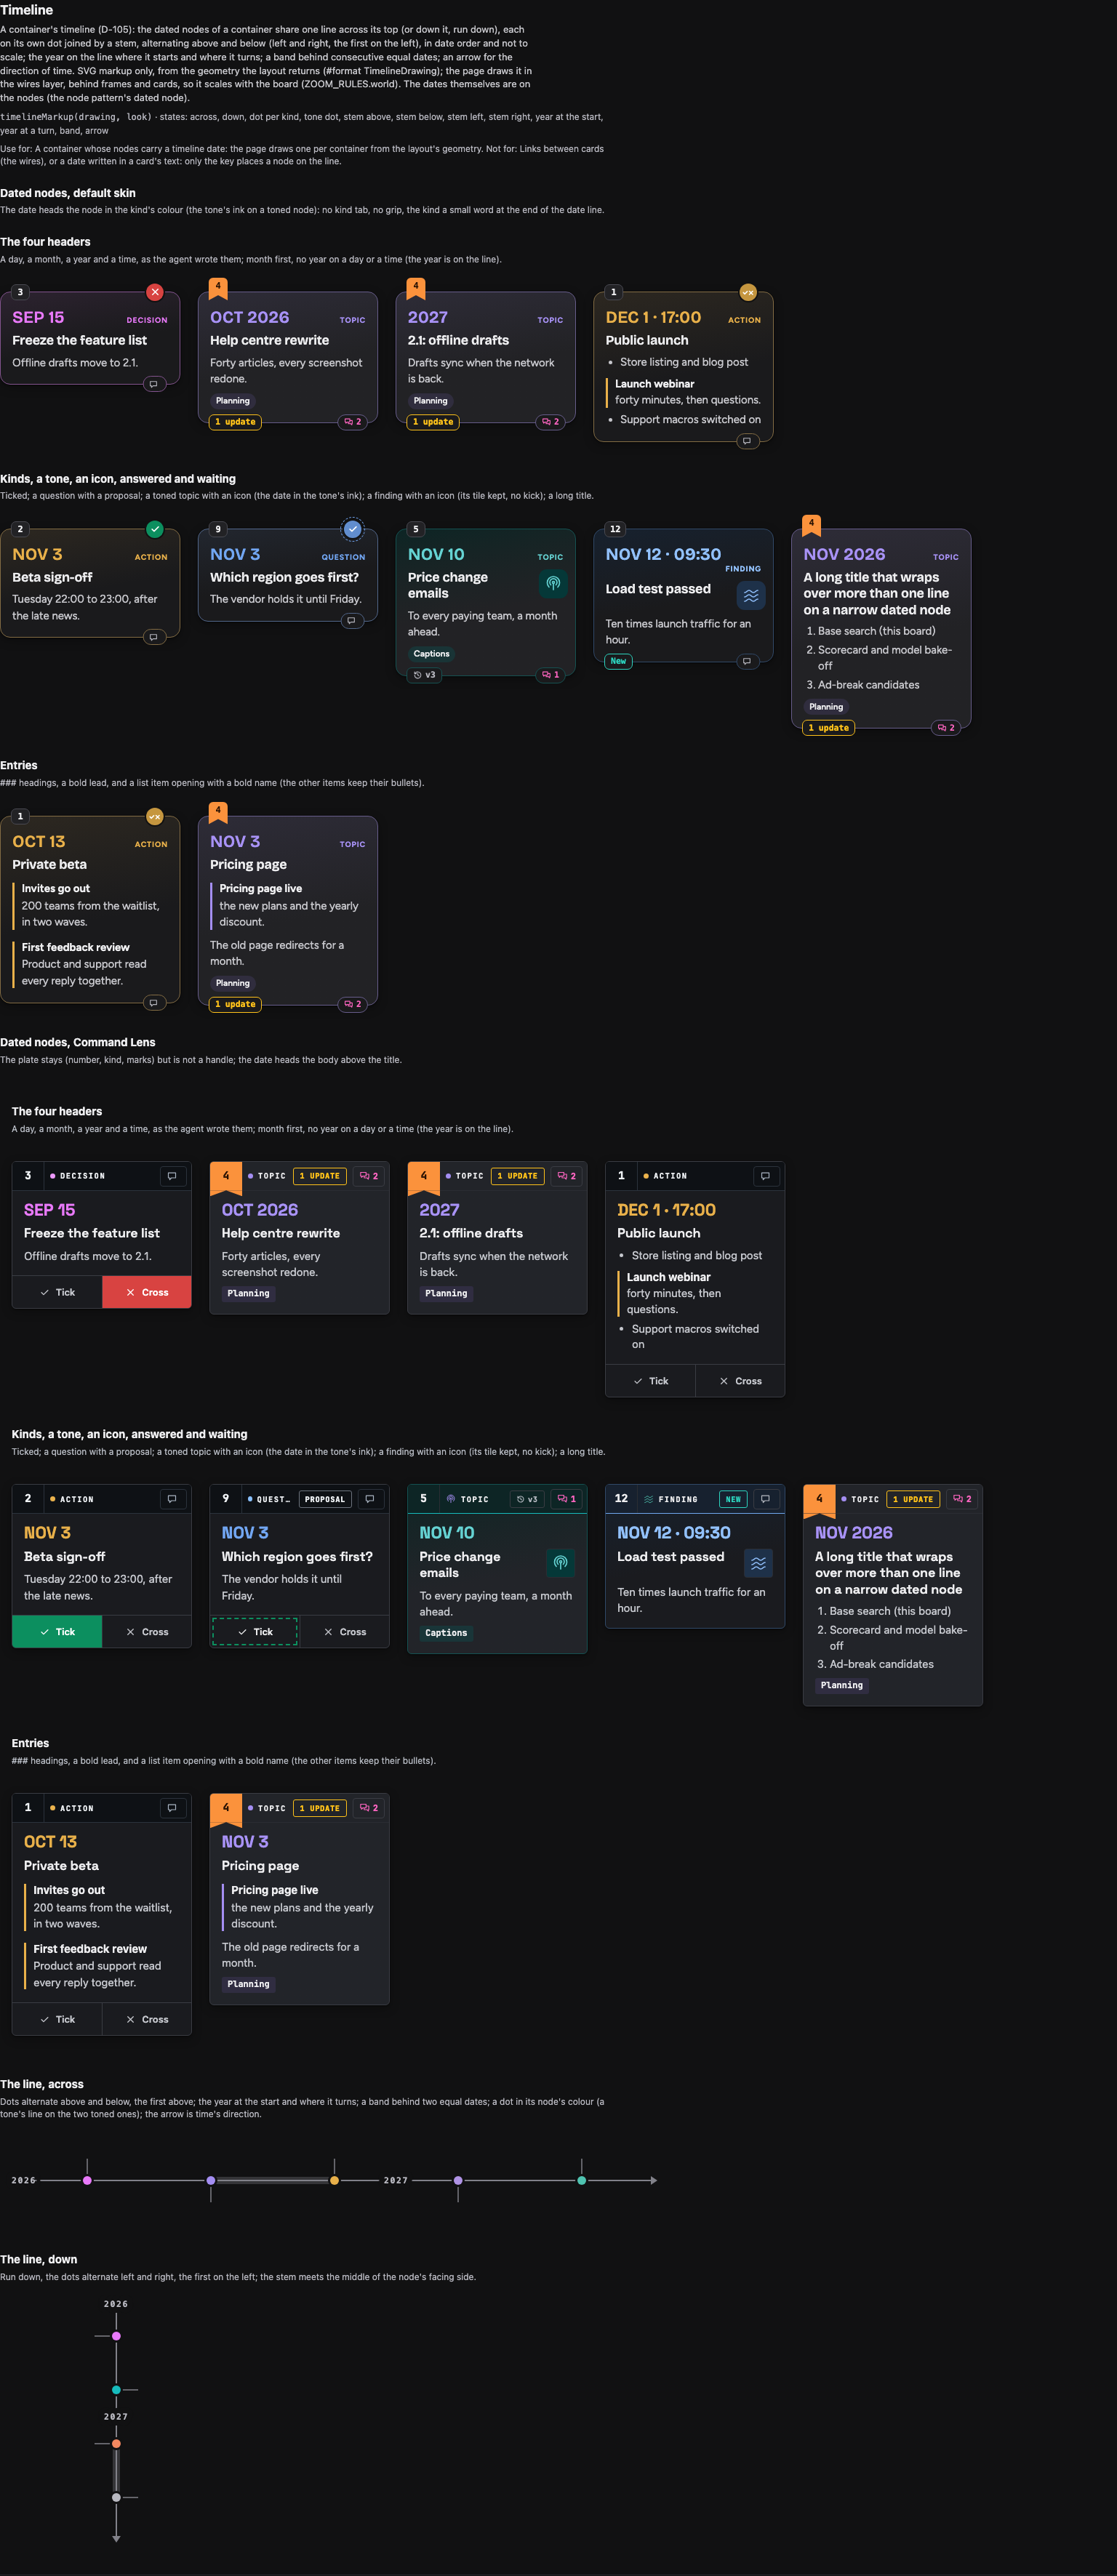 Timeline
A container's timeline (D-105): the dated nodes of a container share one line across its top (or down it, run down), each
on its own dot joined by a stem, alternating above and below (left and right, the first on the left), in date order and not to
scale; the year on the line where it starts and where it turns; a band behind consecutive equal dates; an arrow for the
direction of time. SVG markup only, from the geometry the layout returns (#format TimelineDrawing); the page draws it in
the wires layer, behind frames and cards, so it scales with the board (ZOOM_RULES.world). The dates themselves are on
the nodes (the node pattern's dated node).
timelineMarkup(drawing, look) · states: across, down, dot per kind, tone dot, stem above, stem below, stem left, stem right, year at the start,
year at a turn, band, arrow
Use for: A container whose nodes carry a timeline date: the page draws one per container from the layout's geometry. Not for: Links between cards
(the wires), or a date written in a card's text: only the key places a node on the line.
Dated nodes, default skin
The date heads the node in the kind's colour (the tone's ink on a toned node): no kind tab, no grip, the kind a small word at the end of the date line.
The four headers
A day, a month, a year and a time, as the agent wrote them; month first, no year on a day or a time (the year is on the line).
3
SEP 15 DECISION
Freeze the feature list
Offline drafts move to 2.1.
4
OCT 2026 TOPIC
Help centre rewrite
Forty articles, every screenshot
redone.
Planning
1 update 2
4
2027 TOPIC
2.1: offline drafts
Drafts sync when the network
is back.
Planning
1 update 2
1
DEC 1 · 17:00 ACTION
Public launch
• Store listing and blog post
Launch webinar
forty minutes, then questions.
• Support macros switched on
Kinds, a tone, an icon, answered and waiting
Ticked; a question with a proposal; a toned topic with an icon (the date in the tone's ink); a finding with an icon (its tile kept, no kick); a long title.
2
NOV 3 ACTION
Beta sign-off
Tuesday 22:00 to 23:00, after
the late news.
9
NOV 3 QUESTION
Which region goes first?
The vendor holds it until Friday.
5
NOV 10 TOPIC
Price change
emails
To every paying team, a month
ahead.
Captions
v3 1
12
NOV 12 · 09:30
FINDING
Load test passed
Ten times launch traffic for an
hour.
New
4
NOV 2026 TOPIC
A long title that wraps
over more than one line
on a narrow dated node
1. Base search (this board)
2. Scorecard and model bake-
off
3. Ad-break candidates
Planning
1 update 2
Entries
### headings, a bold lead, and a list item opening with a bold name (the other items keep their bullets).
1
OCT 13 ACTION
Private beta
Invites go out
200 teams from the waitlist,
in two waves.
First feedback review
Product and support read
every reply together.
4
NOV 3 TOPIC
Pricing page
Pricing page live
the new plans and the yearly
discount.
The old page redirects for a
month.
Planning
1 update 2
Dated nodes, Command Lens
The plate stays (number, kind, marks) but is not a handle; the date heads the body above the title.
The four headers
A day, a month, a year and a time, as the agent wrote them; month first, no year on a day or a time (the year is on the line).
3 DECISION
SEP 15
Freeze the feature list
Offline drafts move to 2.1.
Tick Cross
4 TOPIC 1 UPDATE 2
OCT 2026
Help centre rewrite
Forty articles, every
screenshot redone.
Planning
4 TOPIC 1 UPDATE 2
2027
2.1: offline drafts
Drafts sync when the network
is back.
Planning
1 ACTION
DEC 1 · 17:00
Public launch
• Store listing and blog post
Launch webinar
forty minutes, then
questions.
• Support macros switched
on
Tick Cross
Kinds, a tone, an icon, answered and waiting
Ticked; a question with a proposal; a toned topic with an icon (the date in the tone's ink); a finding with an icon (its tile kept, no kick); a long title.
2 ACTION
NOV 3
Beta sign-off
Tuesday 22:00 to 23:00, after
the late news.
Tick Cross
9 QUEST… PROPOSAL
NOV 3
Which region goes first?
The vendor holds it until
Friday.
Tick Cross
5 TOPIC v3 1
NOV 10
Price change
emails
To every paying team, a month
ahead.
Captions
12 FINDING NEW
NOV 12 · 09:30
Load test passed
Ten times launch traffic for an
hour.
4 TOPIC 1 UPDATE 2
NOV 2026
A long title that wraps
over more than one line
on a narrow dated node
1. Base search (this board)
2. Scorecard and model bake-
off
3. Ad-break candidates
Planning
Entries
### headings, a bold lead, and a list item opening with a bold name (the other items keep their bullets).
1 ACTION
OCT 13
Private beta
Invites go out
200 teams from the waitlist,
in two waves.
First feedback review
Product and support read
every reply together.
Tick Cross
4 TOPIC 1 UPDATE 2
NOV 3
Pricing page
Pricing page live
the new plans and the yearly
discount.
The old page redirects for a
month.
Planning
The line, across
Dots alternate above and below, the first above; the year at the start and where it turns; a band behind two equal dates; a dot in its node's colour (a
tone's line on the two toned ones); the arrow is time's direction.
2026 2027
The line, down
Run down, the dots alternate left and right, the first on the left; the stem meets the middle of the node's facing side.
2026
2027